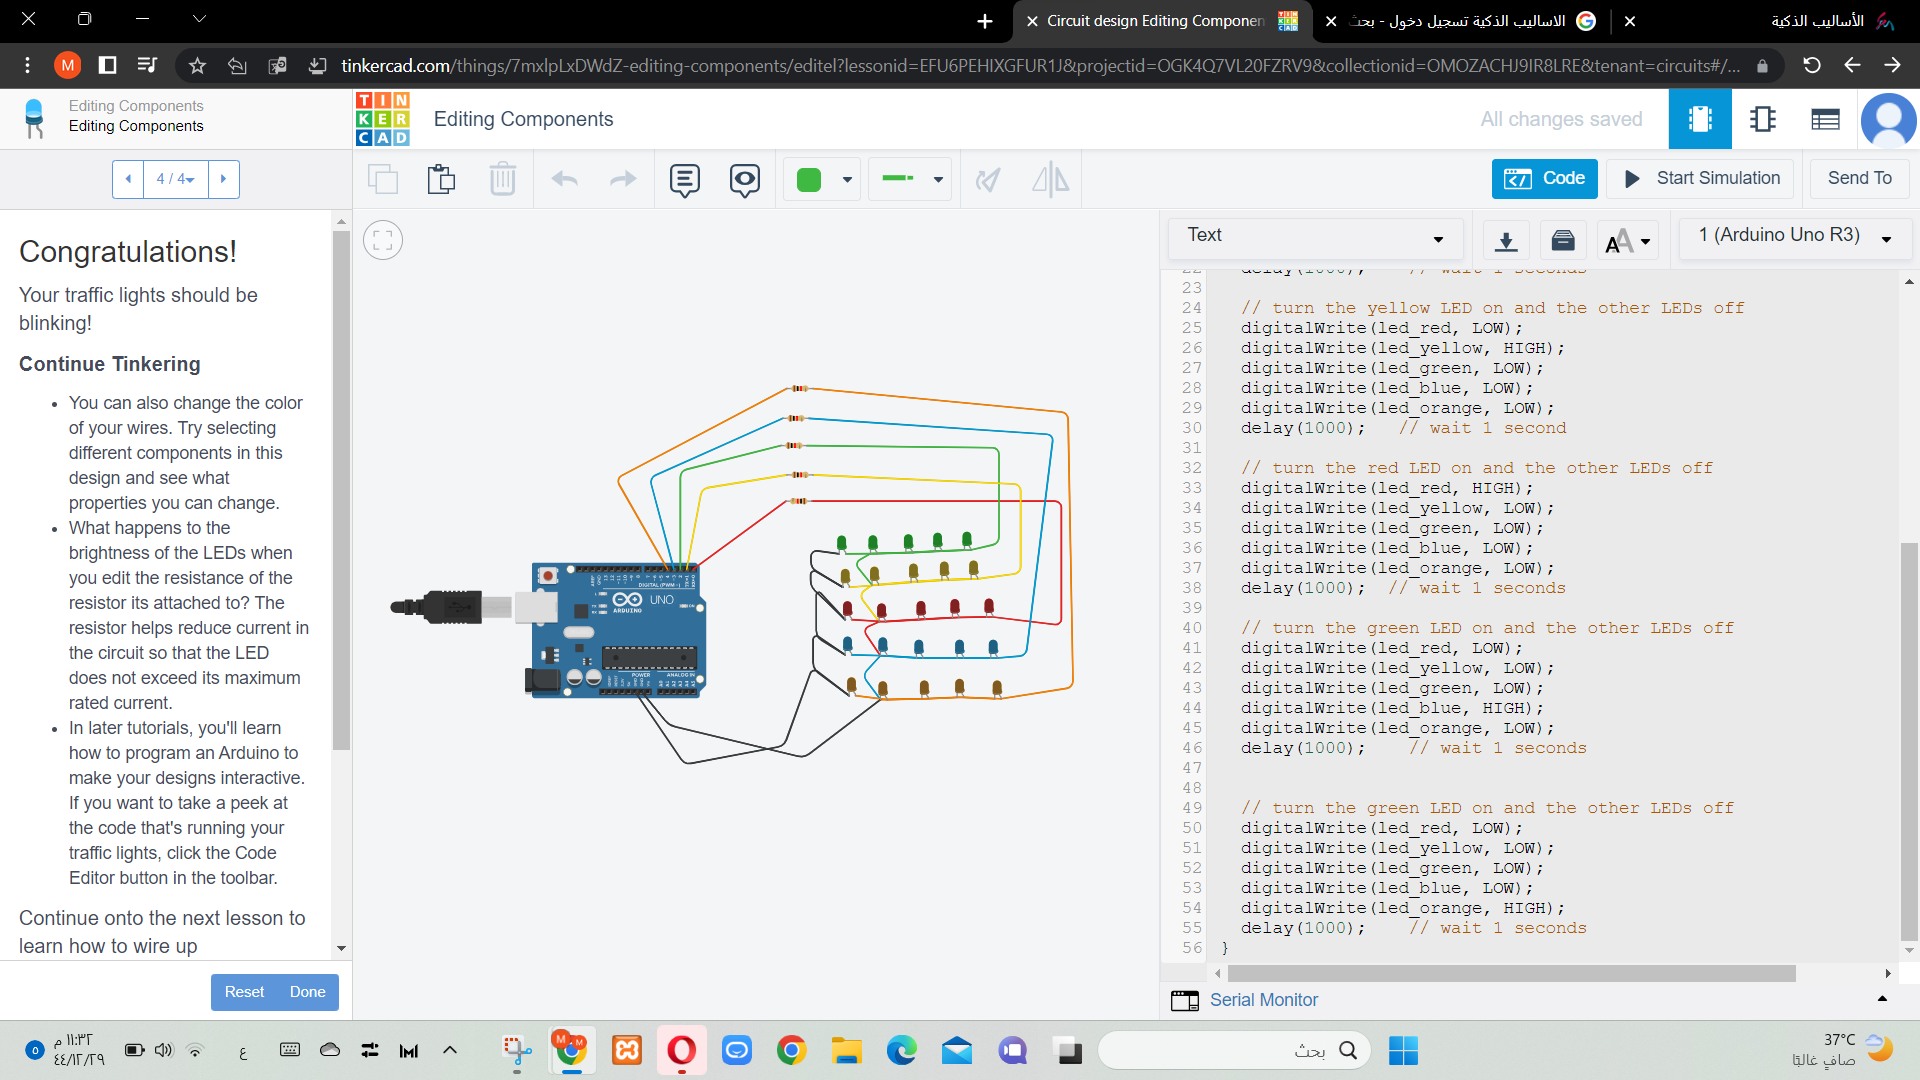 Circuit design Editing Componen
الاساليب الذكية تسجيل دخول - بحث
الأساليب الذكية
M
tinkercad.com/things/7mxlpLxDWdZ-editing-components/editel?lessonid=EFU6PEHIXGFUR1J&projectid=OGK4Q7VL20FZRV9&collectionid=OMOZACHJ9IR8LRE&tenant=circuits#/...
Editing Components
Editing Components
TIN
KER
CAD
Editing Components
All changes saved
4 / 4
Code
Start Simulation
Send To
Congratulations!
Your traffic lights should be
blinking!
Continue Tinkering
• You can also change the color
of your wires. Try selecting
different components in this
design and see what
properties you can change.
• What happens to the
brightness of the LEDs when
you edit the resistance of the
resistor its attached to? The
resistor helps reduce current in
the circuit so that the LED
does not exceed its maximum
rated current.
• In later tutorials, you'll learn
how to program an Arduino to
make your designs interactive.
If you want to take a peek at
the code that's running your
traffic lights, click the Code
Editor button in the toolbar.
Continue onto the next lesson to
learn how to wire up
Reset
Done
DIGITAL (PWM ~)
UNO
ARDUINO
POWER
ANALOG IN
Text
1 (Arduino Uno R3)
22 delay(1000); // wait 1 seconds
23
24 // turn the yellow LED on and the other LEDs off
25 digitalWrite(led_red, LOW);
26 digitalWrite(led_yellow, HIGH);
27 digitalWrite(led_green, LOW);
28 digitalWrite(led_blue, LOW);
29 digitalWrite(led_orange, LOW);
30 delay(1000); // wait 1 second
31
32 // turn the red LED on and the other LEDs off
33 digitalWrite(led_red, HIGH);
34 digitalWrite(led_yellow, LOW);
35 digitalWrite(led_green, LOW);
36 digitalWrite(led_blue, LOW);
37 digitalWrite(led_orange, LOW);
38 delay(1000); // wait 1 seconds
39
40 // turn the green LED on and the other LEDs off
41 digitalWrite(led_red, LOW);
42 digitalWrite(led_yellow, LOW);
43 digitalWrite(led_green, LOW);
44 digitalWrite(led_blue, HIGH);
45 digitalWrite(led_orange, LOW);
46 delay(1000); // wait 1 seconds
47
48
49 // turn the green LED on and the other LEDs off
50 digitalWrite(led_red, LOW);
51 digitalWrite(led_yellow, LOW);
52 digitalWrite(led_green, LOW);
53 digitalWrite(led_blue, LOW);
54 digitalWrite(led_orange, HIGH);
55 delay(1000); // wait 1 seconds
56 }
Serial Monitor
٥
١١:٣٢ م
٤٤/١٢/٢٩
ع
بحث
37°C
صافٍ غالبًا